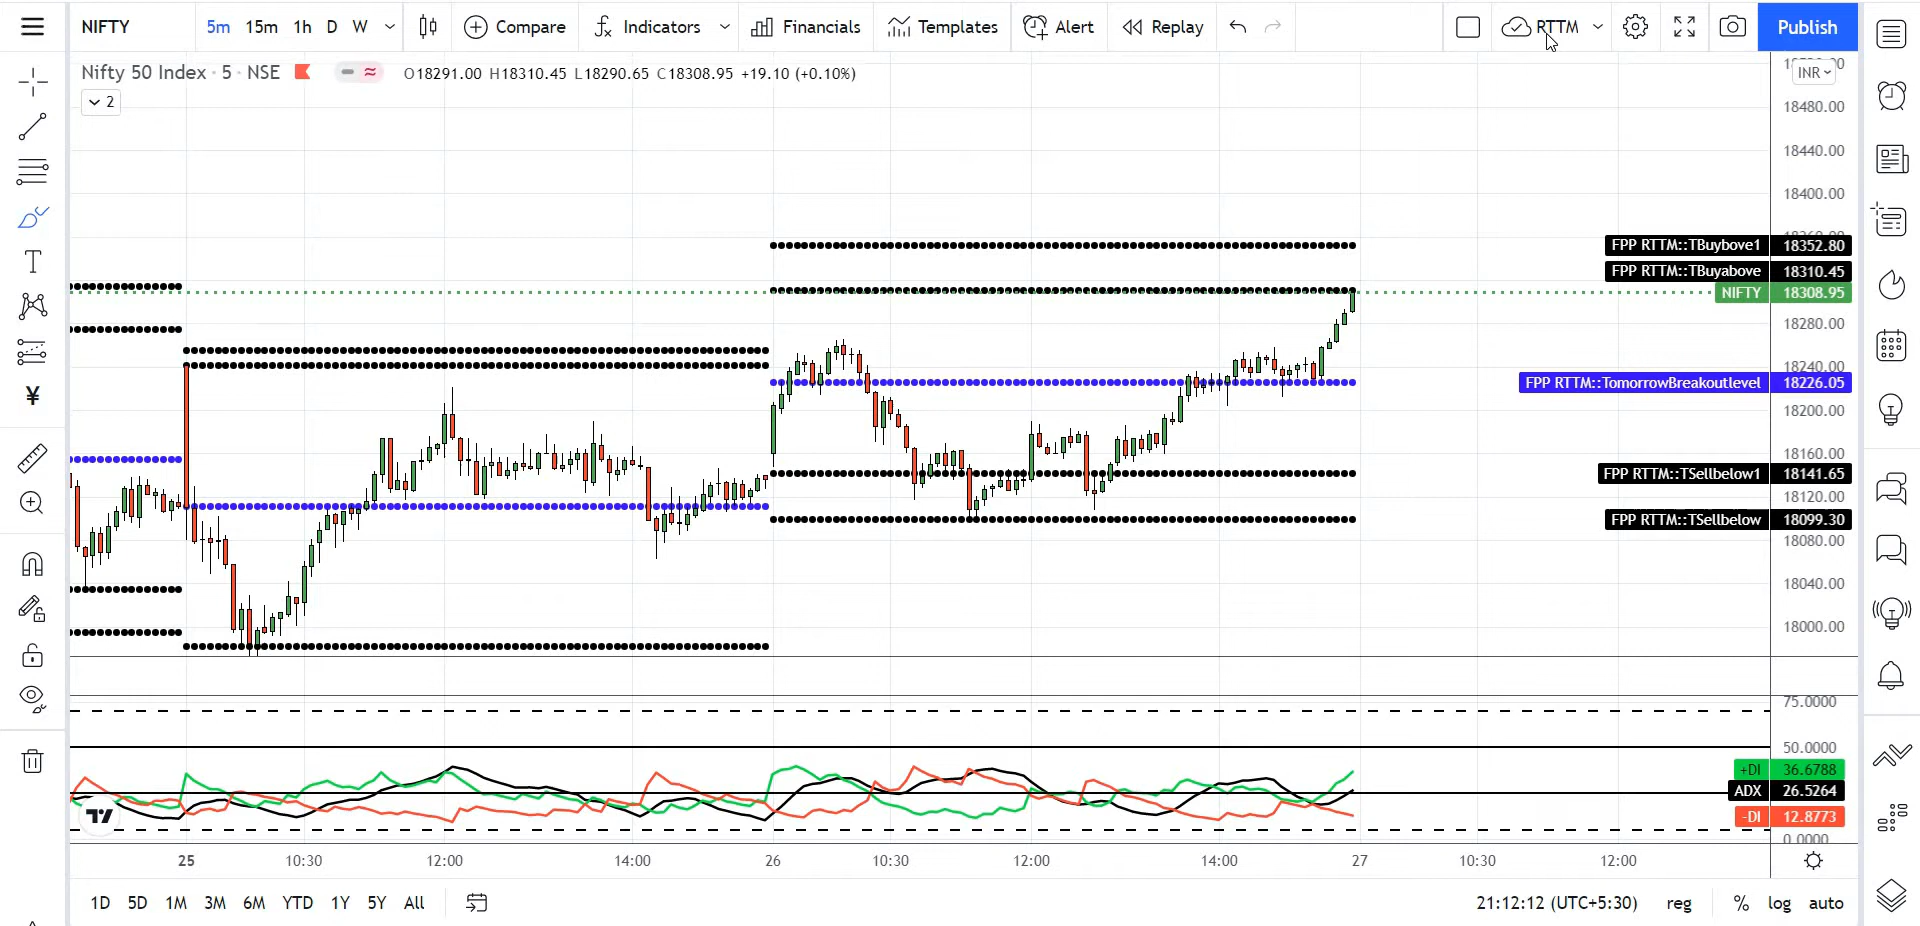 NIFTY 5m 15m 1h D W Compare Indicators Financials Templates Alert Replay RTTM Publish
Nifty 50 Index · 5 · NSE O18291.00 H18310.45 L18290.65 C18308.95 +19.10 (+0.10%)
INR
2
18480.00
18440.00
18400.00
FPP RTTM::TBuybove1 18352.80
FPP RTTM::TBuyabove 18310.45
NIFTY 18308.95
18280.00
18240.00
FPP RTTM::TomorrowBreakoutlevel 18226.05
18200.00
18160.00
FPP RTTM::TSellbelow1 18141.65
18120.00
FPP RTTM::TSellbelow 18099.30
18080.00
18040.00
18000.00
75.0000
50.0000
+DI 36.6788
ADX 26.5264
-DI 12.8773
0.0000
25 10:30 12:00 14:00 26 10:30 12:00 14:00 27 10:30 12:00
1D 5D 1M 3M 6M YTD 1Y 5Y All 21:12:12 (UTC+5:30) reg % log auto